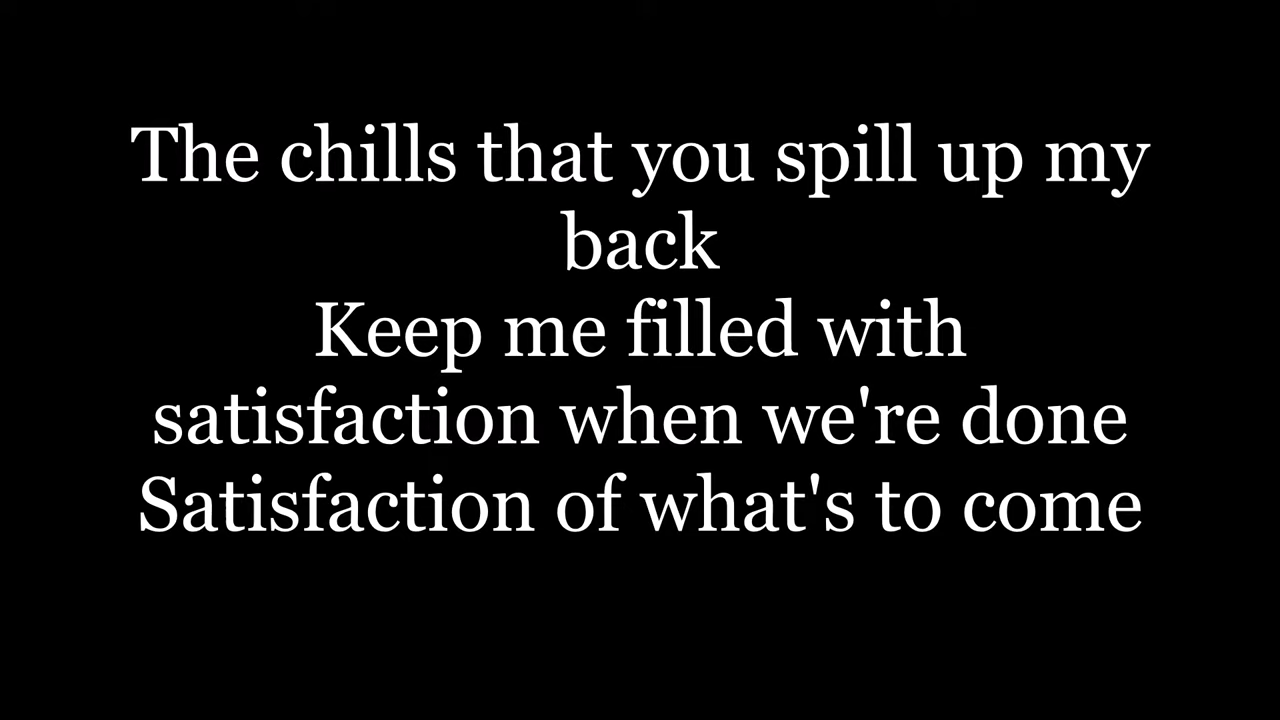 The chills that you spill up my
back
Keep me filled with
satisfaction when we're done
Satisfaction of what's to come